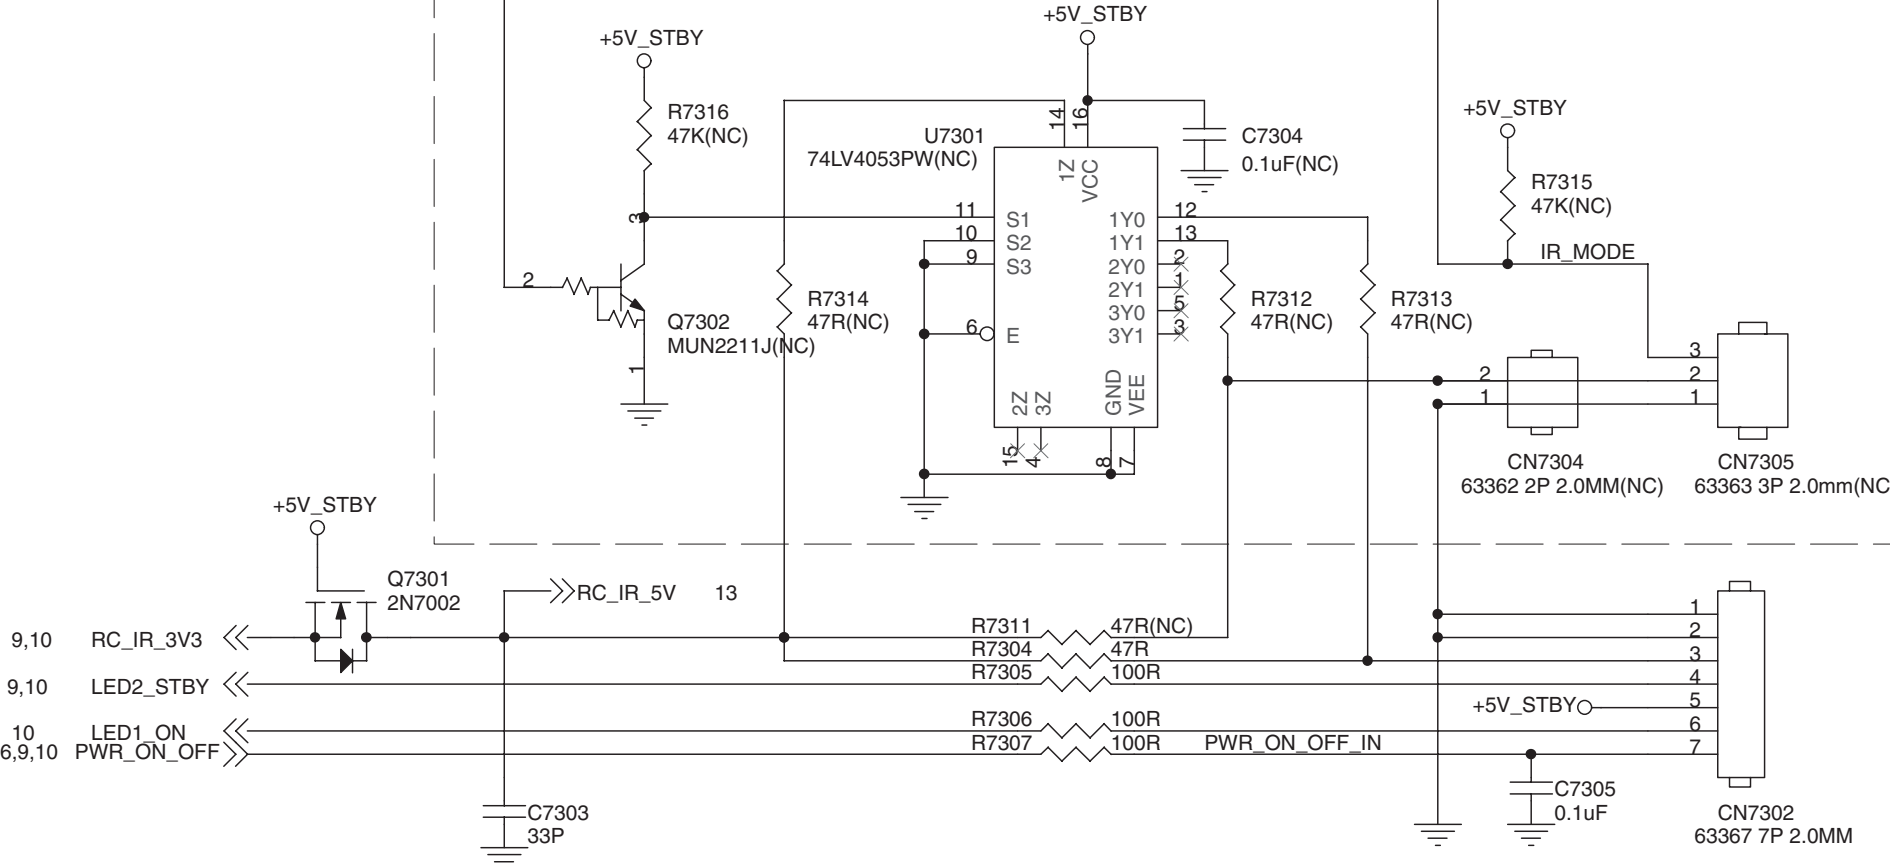 +5V_STBY
+5V_STBY
+5V_STBY
R7316
47K(NC)
14
16
U7301
74LV4053PW(NC)
C7304
0.1uF(NC)
1Z
VCC
R7315
47K(NC)
3
11
S1
1Y0
12
10
S2
1Y1
13
9
S3
2Y0
2
IR_MODE
2
2Y1
1
R7314
47R(NC)
3Y0
5
R7312
47R(NC)
R7313
47R(NC)
Q7302
MUN2211J(NC)
6
E
3Y1
3
1
2Z
3Z
GND
VEE
3
2
2
1
1
15
4
8
7
CN7304
63362 2P 2.0MM(NC)
CN7305
63363 3P 2.0mm(NC
+5V_STBY
Q7301
2N7002
RC_IR_5V 13
9,10 RC_IR_3V3
R7311 47R(NC)
R7304 47R
R7305 100R
9,10 LED2_STBY
1
2
3
4
+5V_STBY
5
10 LED1_ON
R7306 100R
6
6,9,10 PWR_ON_OFF
R7307 100R
PWR_ON_OFF_IN
7
C7303
33P
C7305
0.1uF
CN7302
63367 7P 2.0MM